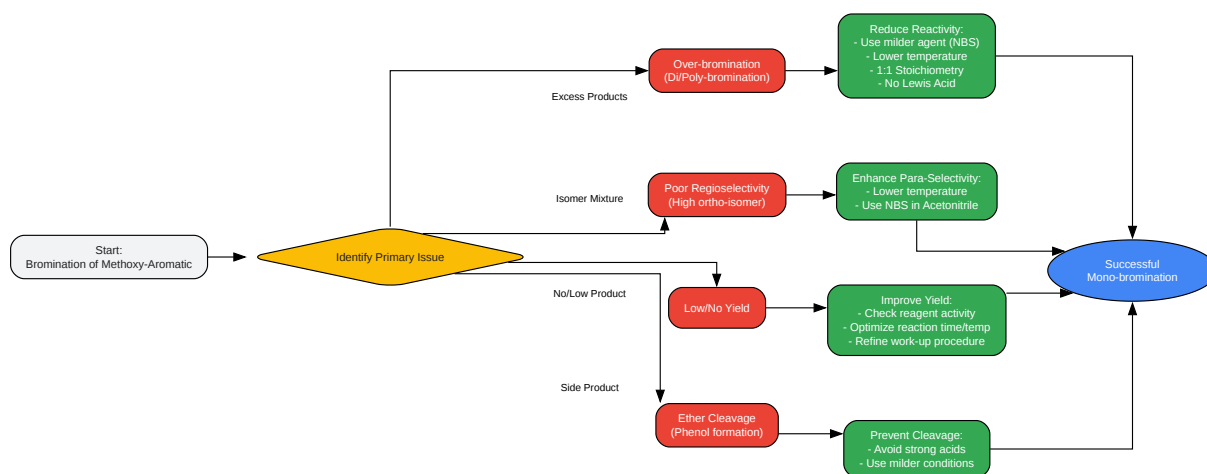 Start:
Bromination of Methoxy-Aromatic
Identify Primary Issue
Excess Products
Over-bromination
(Di/Poly-bromination)
Reduce Reactivity:
- Use milder agent (NBS)
- Lower temperature
- 1:1 Stoichiometry
- No Lewis Acid
Isomer Mixture
Poor Regioselectivity
(High ortho-isomer)
Enhance Para-Selectivity:
- Lower temperature
- Use NBS in Acetonitrile
No/Low Product
Low/No Yield
Improve Yield:
- Check reagent activity
- Optimize reaction time/temp
- Refine work-up procedure
Side Product
Ether Cleavage
(Phenol formation)
Prevent Cleavage:
- Avoid strong acids
- Use milder conditions
Successful
Mono-bromination